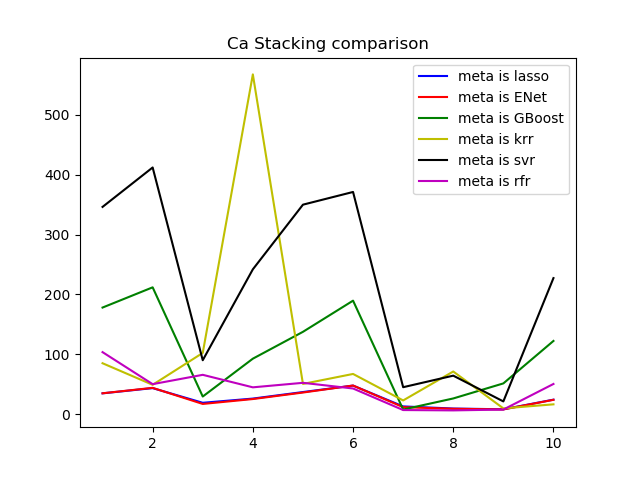 Ca Stacking comparison
meta is lasso
meta is ENet
meta is GBoost
meta is krr
meta is svr
meta is rfr
500
400
300
200
100
0
2
4
6
8
10